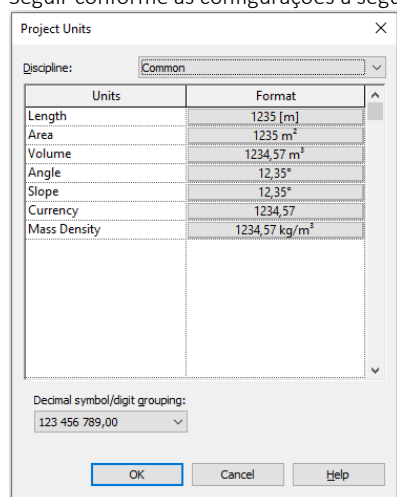 Seguir conforme as configurações a segu
Project Units
Discipline: Common
Units Format
Length 1235 [m]
Area 1235 m²
Volume 1234,57 m³
Angle 12,35°
Slope 12,35°
Currency 1234,57
Mass Density 1234,57 kg/m³
Decimal symbol/digit grouping:
123 456 789,00
OK Cancel Help